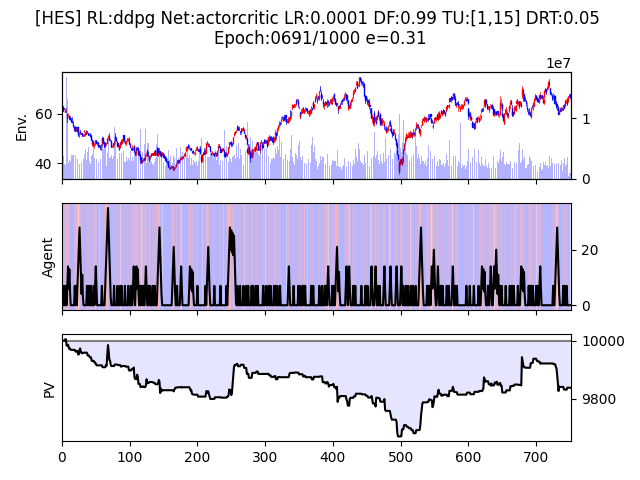 [HES] RL:ddpg Net:actorcritic LR:0.0001 DF:0.99 TU:[1,15] DRT:0.05
Epoch:0691/1000 e=0.31
1e7
Env.
60
40
1
0
Agent
20
0
PV
10000
9800
0 100 200 300 400 500 600 700